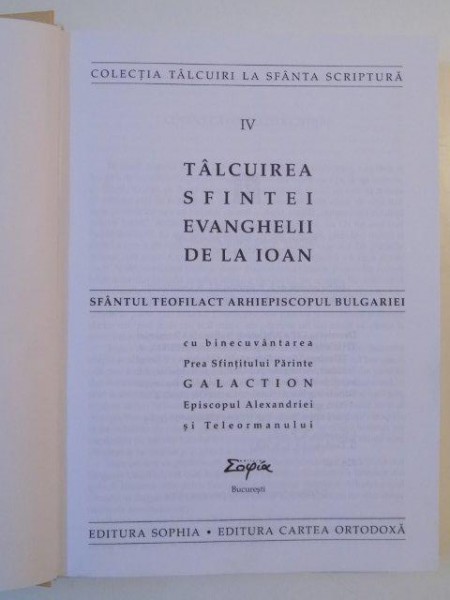 COLECȚIA TÂLCUIRI LA SFÂNTA SCRIPTURĂ
IV
TÂLCUIREA
SFINTEI
EVANGHELII
DE LA IOAN
SFÂNTUL TEOFILACT ARHIEPISCOPUL BULGARIEI
cu binecuvântarea
Prea Sfințitului Părinte
GALACTION
Episcopul Alexandriei
și Teleormanului
Σοφία
București
EDITURA SOPHIA • EDITURA CARTEA ORTODOXĂ